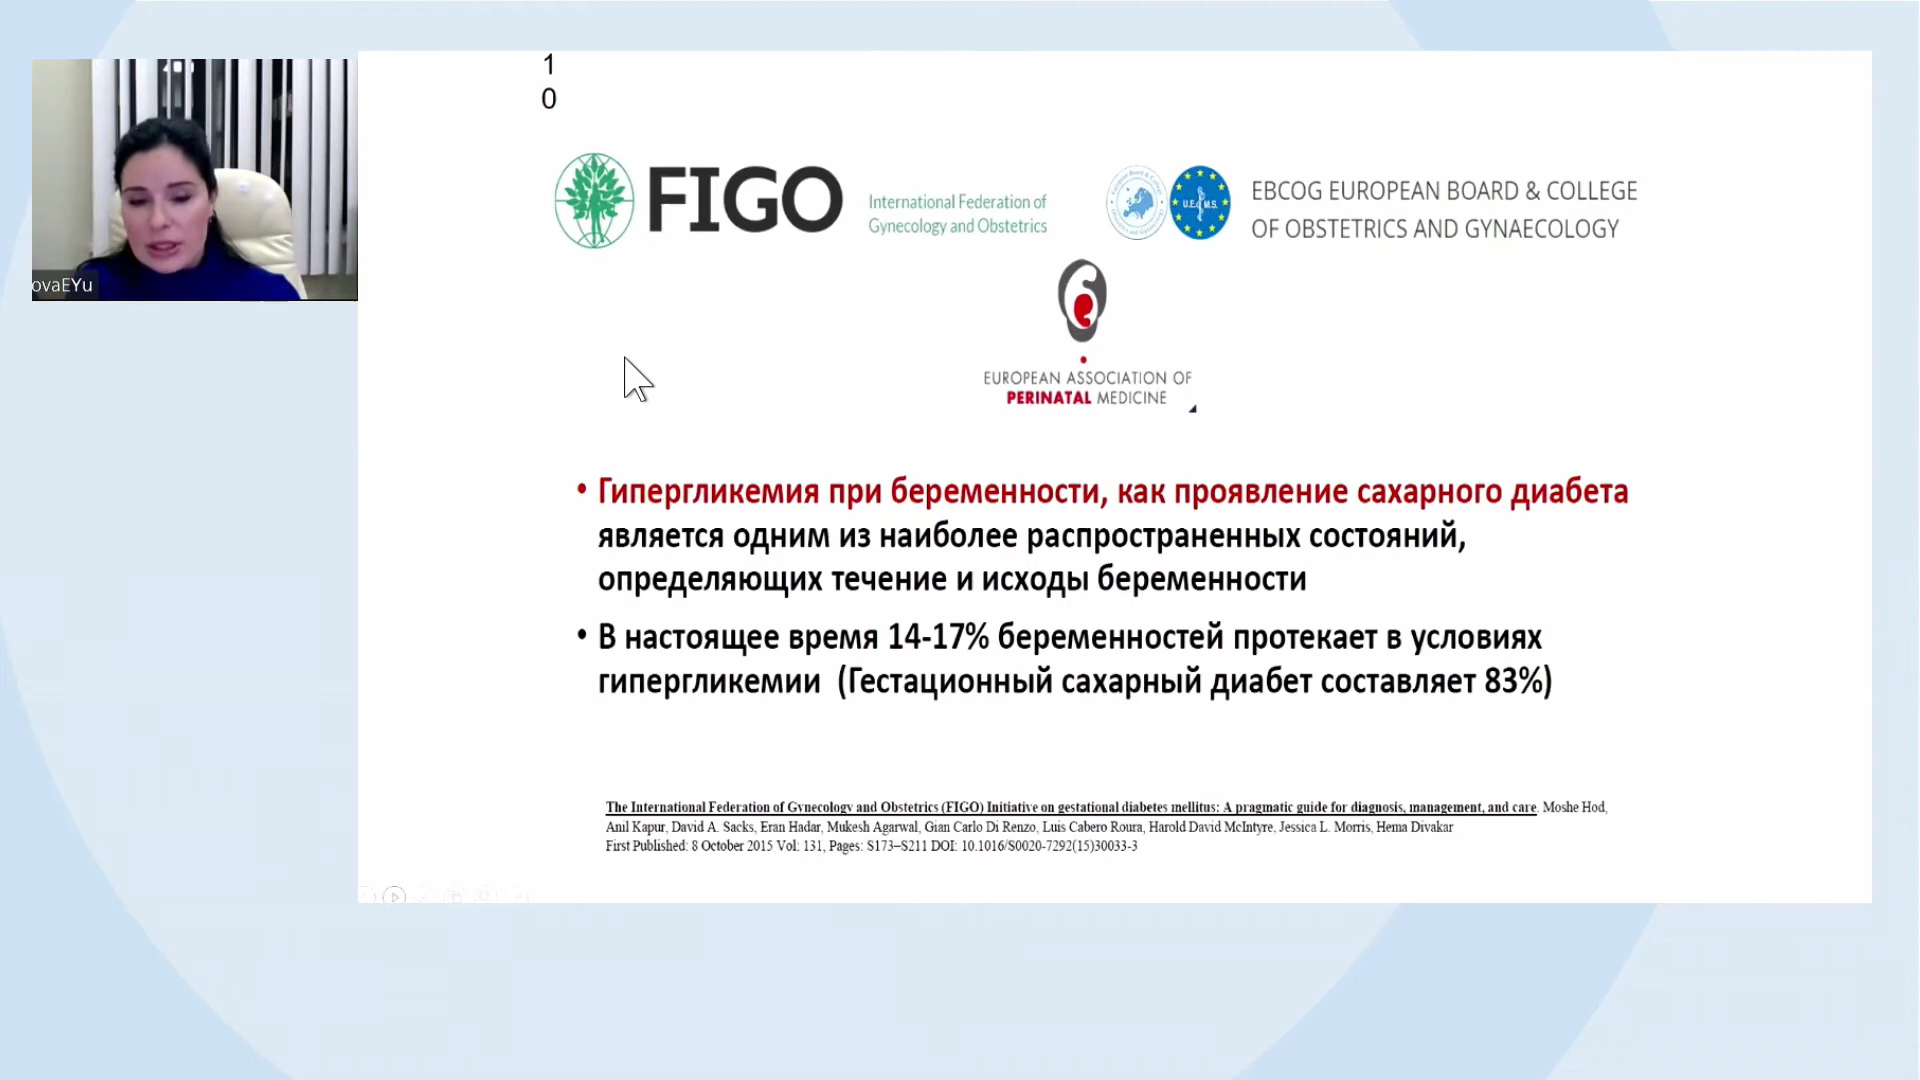 ovaEYu
1
0
FIGO
International Federation of
Gynecology and Obstetrics
U.E.M.S.
EBCOG EUROPEAN BOARD & COLLEGE
OF OBSTETRICS AND GYNAECOLOGY
EUROPEAN ASSOCIATION OF
PERINATAL MEDICINE
• Гипергликемия при беременности, как проявление сахарного диабета
является одним из наиболее распространенных состояний,
определяющих течение и исходы беременности
• В настоящее время 14-17% беременностей протекает в условиях
гипергликемии (Гестационный сахарный диабет составляет 83%)
The International Federation of Gynecology and Obstetrics (FIGO) Initiative on gestational diabetes mellitus: A pragmatic guide for diagnosis, management, and care. Moshe Hod,
Anil Kapur, David A. Sacks, Eran Hadar, Mukesh Agarwal, Gian Carlo Di Renzo, Luis Cabero Roura, Harold David McIntyre, Jessica L. Morris, Hema Divakar
First Published: 8 October 2015 Vol: 131, Pages: S173–S211 DOI: 10.1016/S0020-7292(15)30033-3